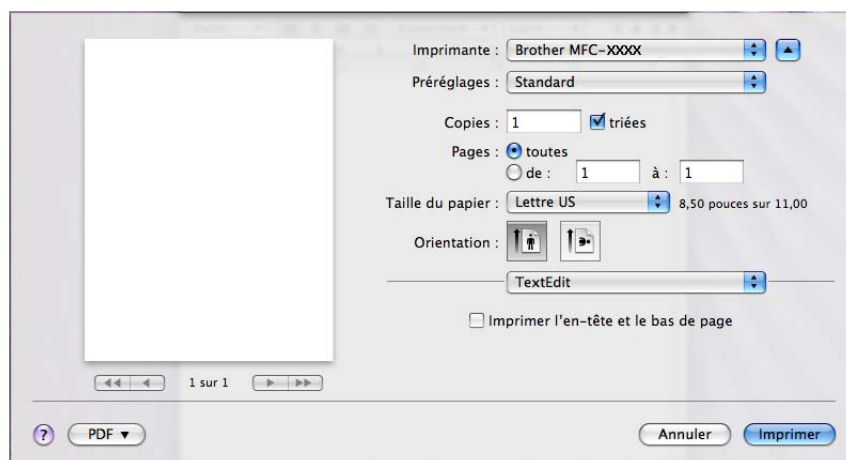 Imprimante : Brother MFC-XXXX
Préréglages : Standard
Copies : 1 triées
Pages : toutes
de : 1 à : 1
Taille du papier : Lettre US 8,50 pouces sur 11,00
Orientation :
TextEdit
Imprimer l'en-tête et le bas de page
1 sur 1
? PDF Annuler Imprimer